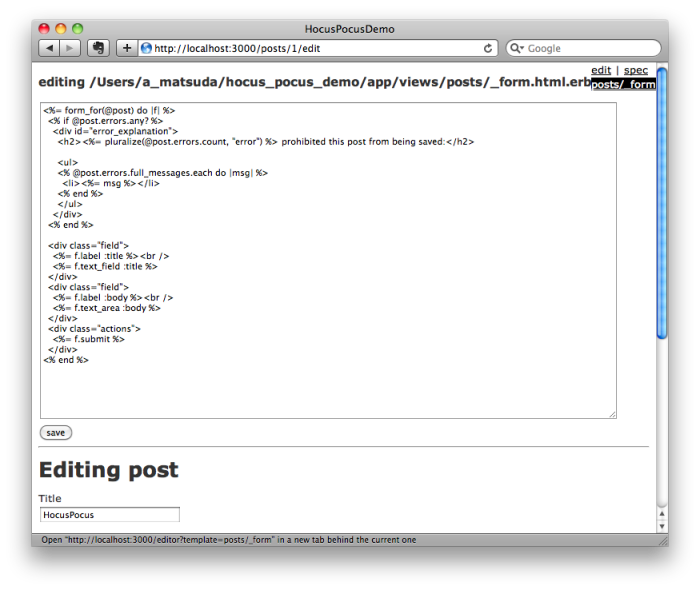 HocusPocusDemo
http://localhost:3000/posts/1/edit
Google
edit | spec
editing /Users/a_matsuda/hocus_pocus_demo/app/views/posts/_form.html.erb
posts/_form
<%= form_for(@post) do |f| %>
<% if @post.errors.any? %>
<div id="error_explanation">
<h2><%= pluralize(@post.errors.count, "error") %> prohibited this post from being saved:</h2>
<ul>
<% @post.errors.full_messages.each do |msg| %>
<li><%= msg %></li>
<% end %>
</ul>
</div>
<% end %>
<div class="field">
<%= f.label :title %><br />
<%= f.text_field :title %>
</div>
<div class="field">
<%= f.label :body %><br />
<%= f.text_area :body %>
</div>
<div class="actions">
<%= f.submit %>
</div>
<% end %>
save
Editing post
Title
HocusPocus
Open "http://localhost:3000/editor?template=posts/_form" in a new tab behind the current one